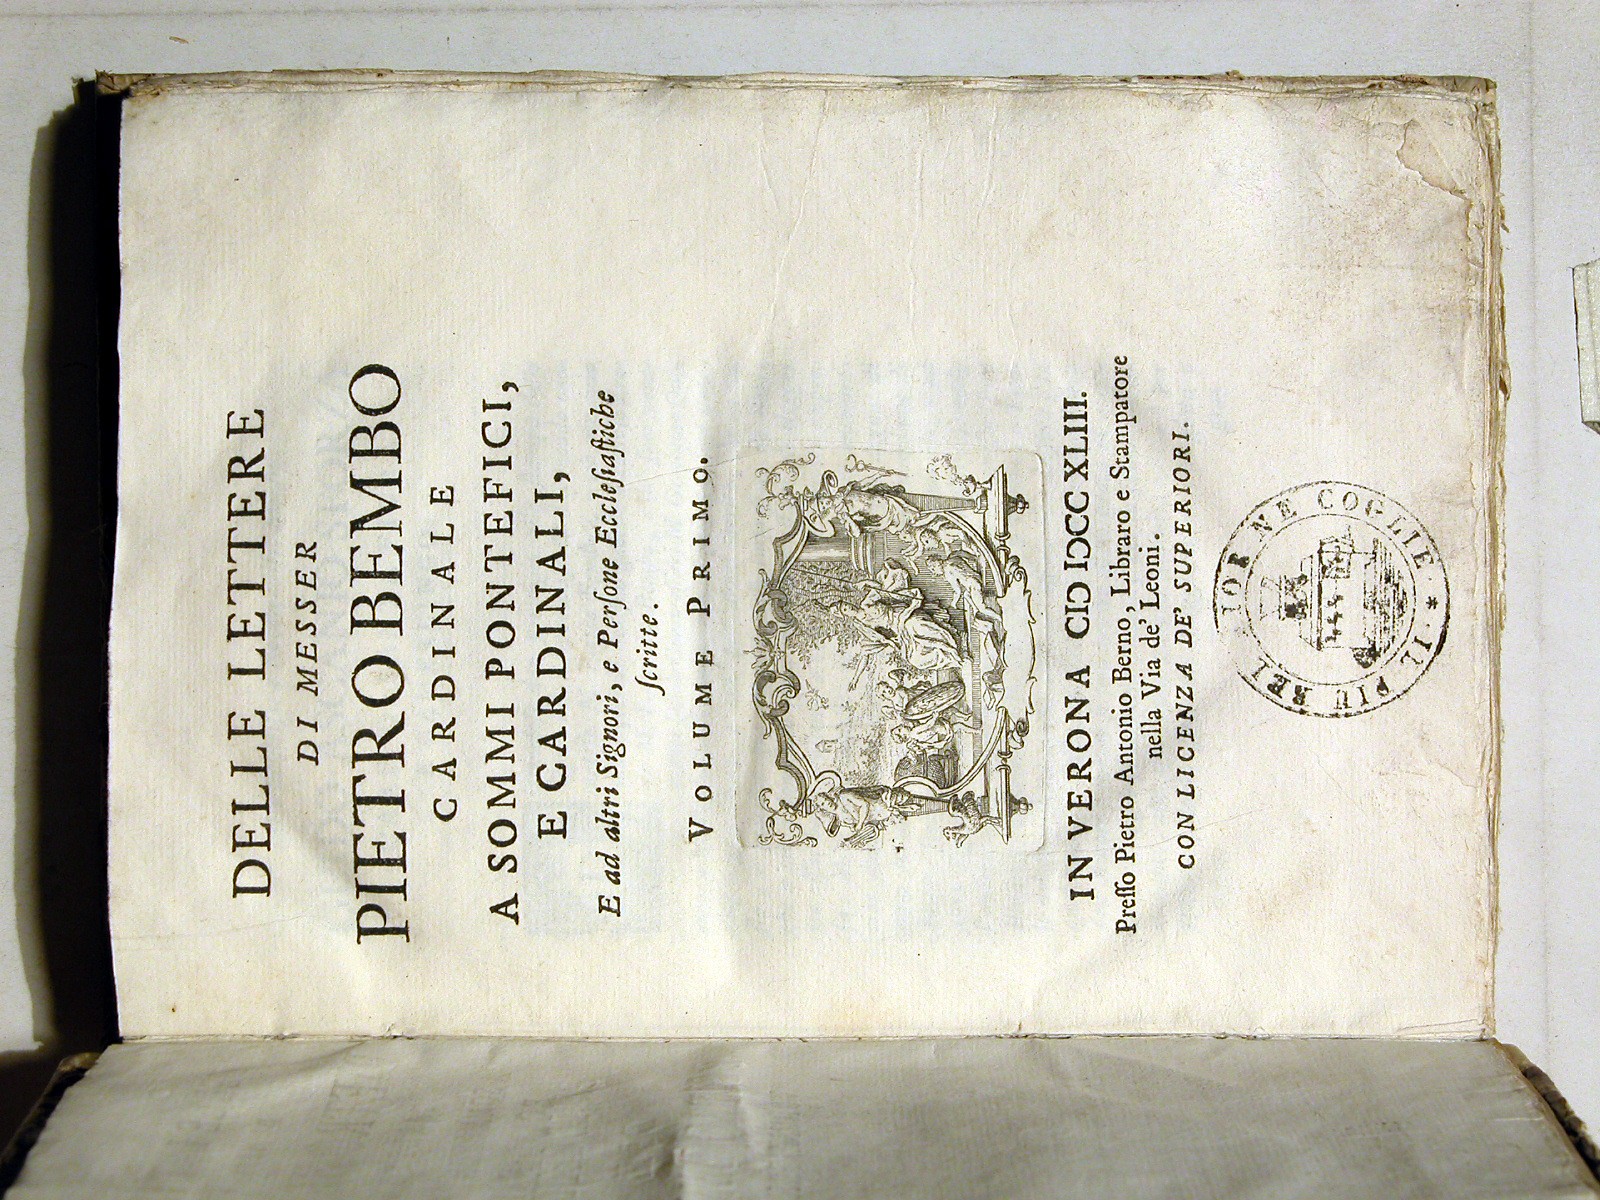 DELLE LETTERE
DI MESSER
PIETRO BEMBO
CARDINALE
A SOMMI PONTEFICI,
E CARDINALI,
E ad altri Signori, e Perſone Eccleſiaſtiche
ſcritte.
VOLUME PRIMO.
IN VERONA CIƆ IƆCC XLIII.
Preſſo Pietro Antonio Berno, Libraro e Stampatore
nella Via de' Leoni.
CON LICENZA DE' SUPERIORI.
IL PIU BEL FIOR NE COGLIE *